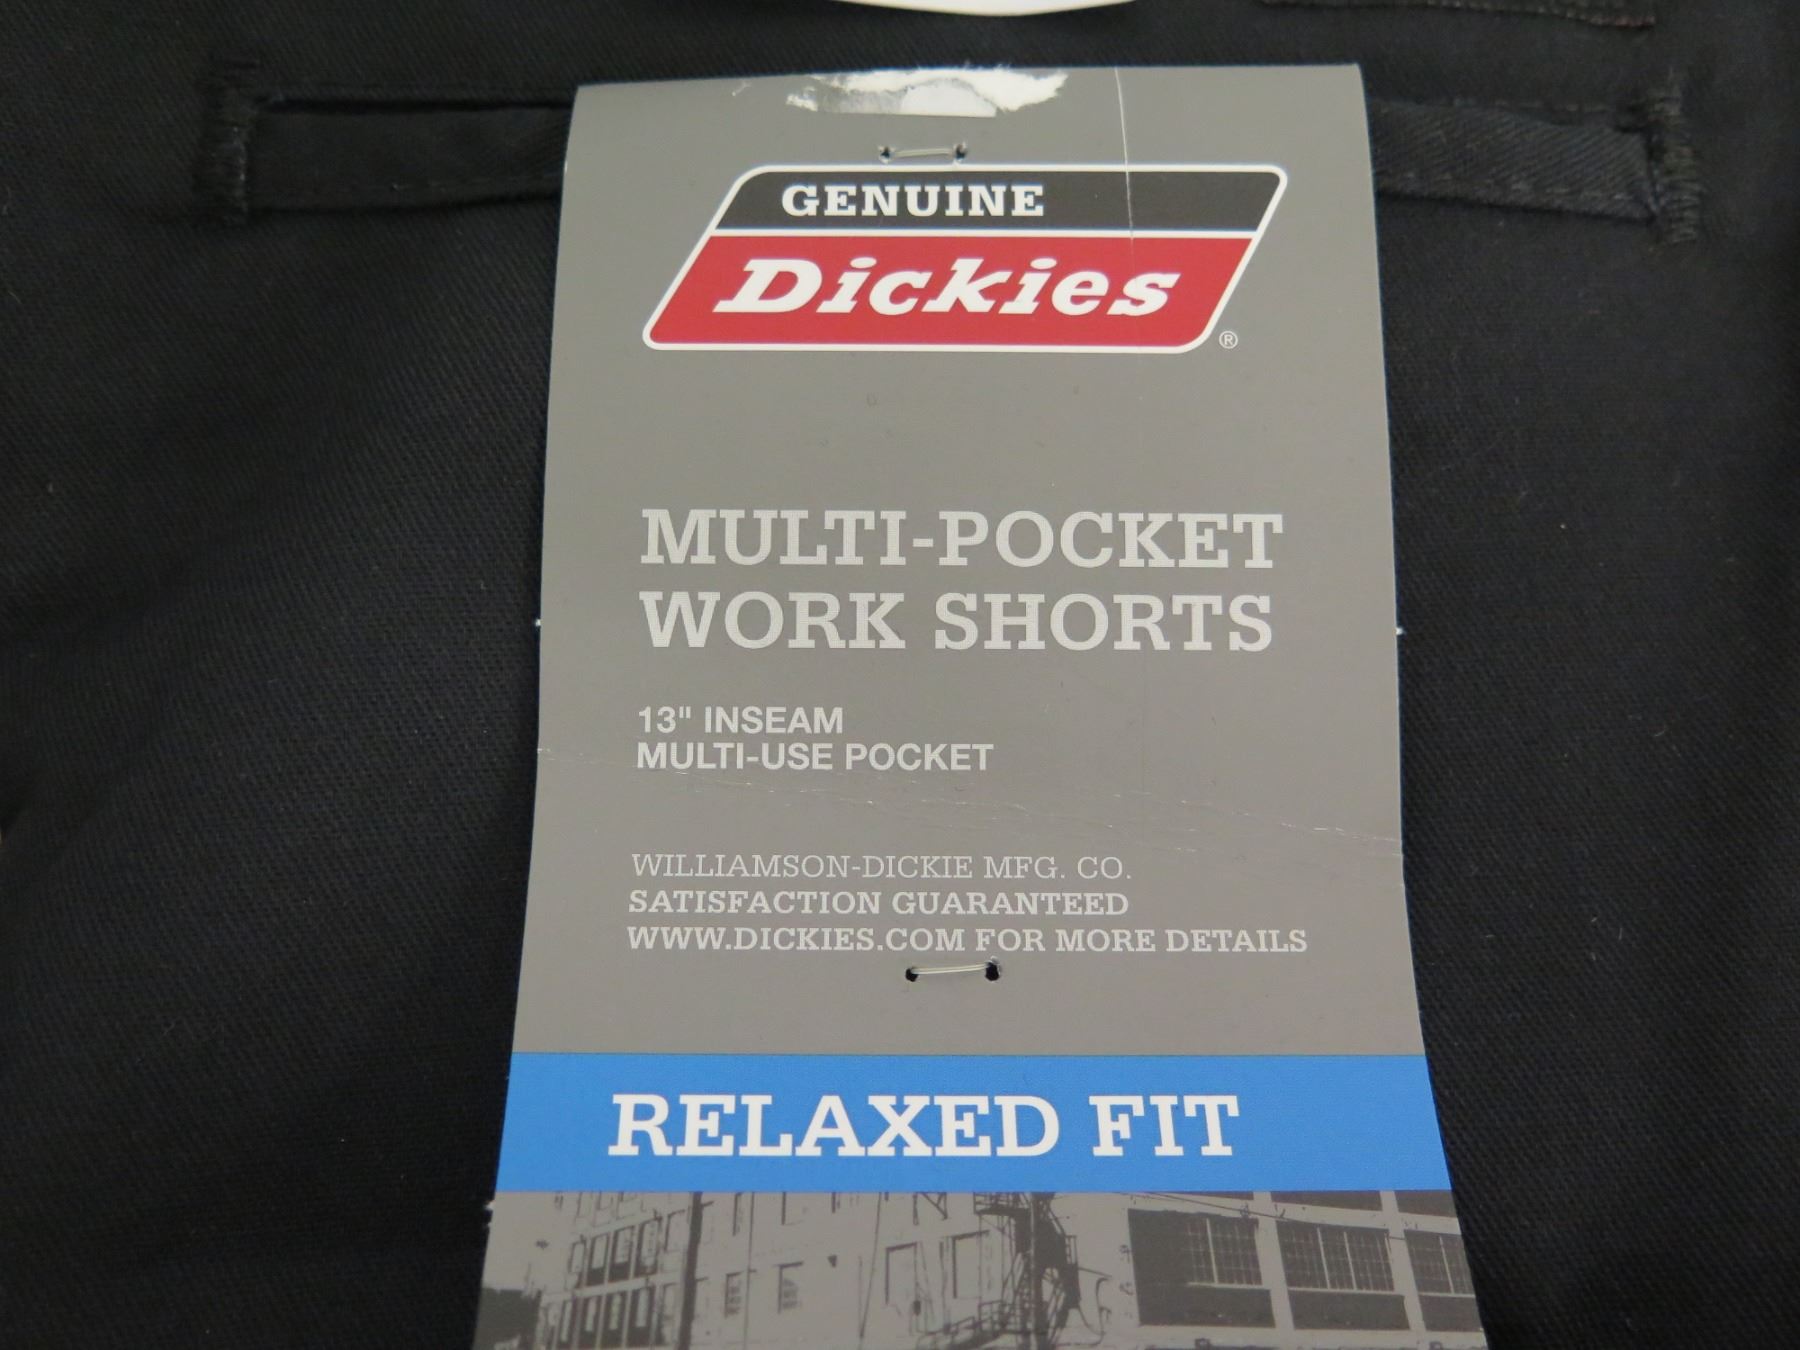 GENUINE
Dickies
®
MULTI-POCKET
WORK SHORTS
13" INSEAM
MULTI-USE POCKET
WILLIAMSON-DICKIE MFG. CO.
SATISFACTION GUARANTEED
WWW.DICKIES.COM FOR MORE DETAILS
RELAXED FIT